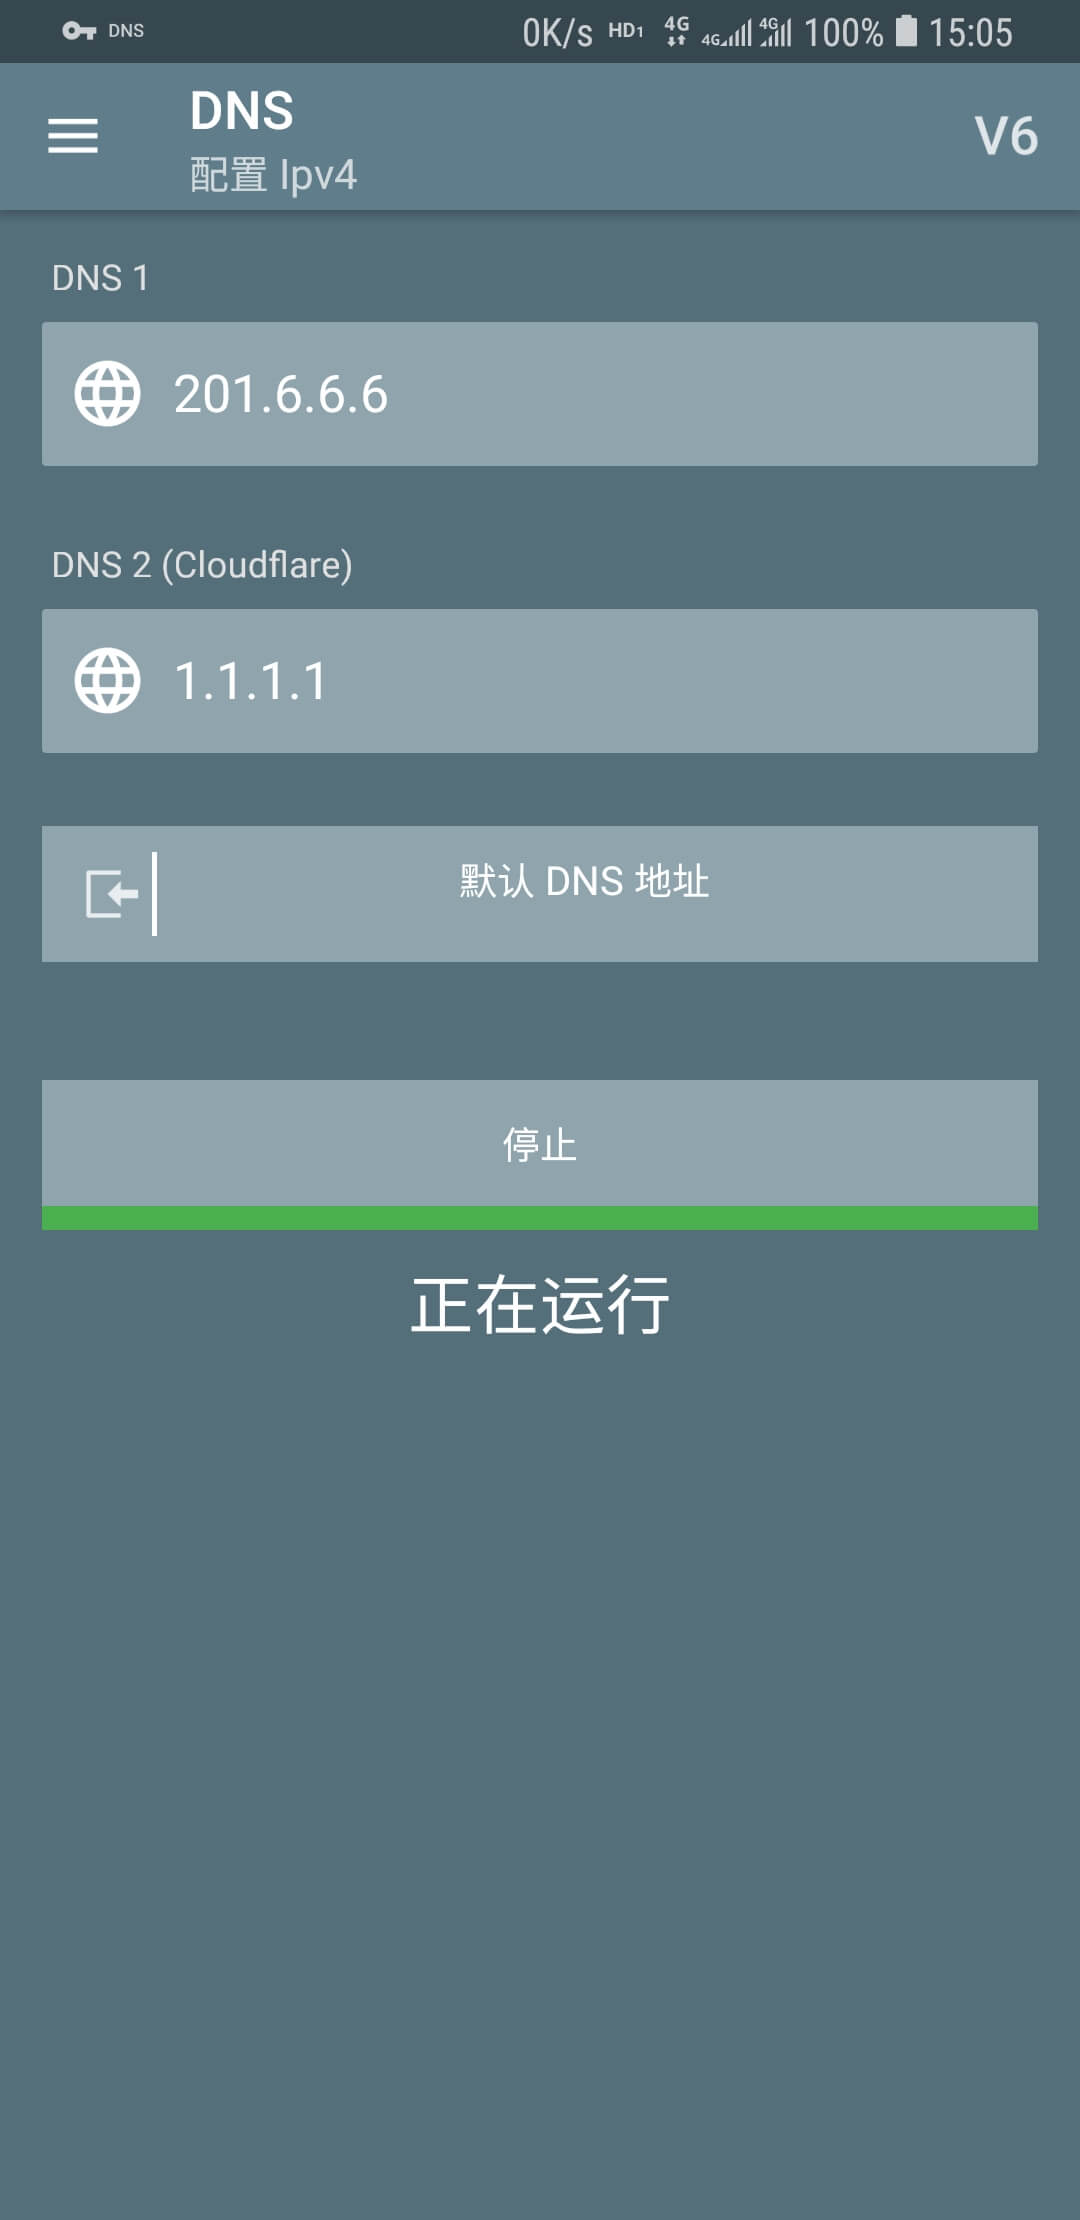 DNS 0K/s HD1 4G 4G 4G 100% 15:05
DNS
配置 Ipv4
V6
DNS 1
201.6.6.6
DNS 2 (Cloudflare)
1.1.1.1
默认 DNS 地址
停止
正在运行